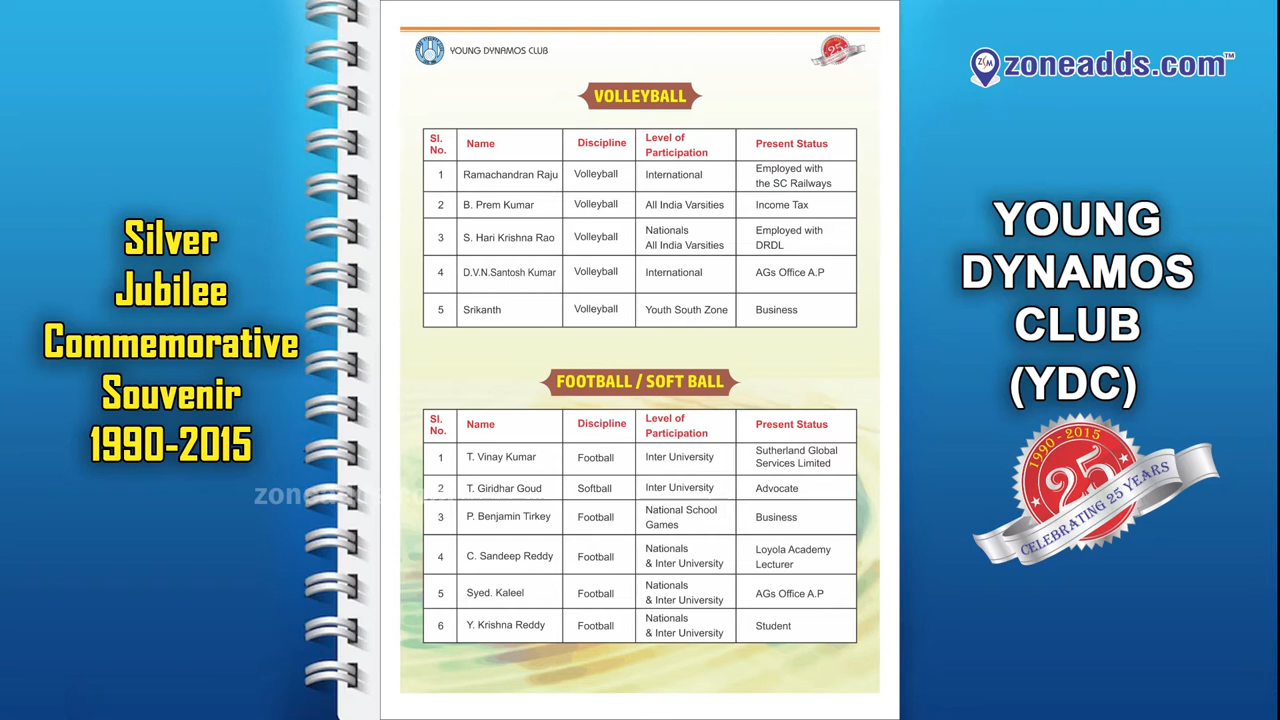 Silver
Jubilee
Commemorative
Souvenir
1990-2015
YOUNG DYNAMOS CLUB
25
VOLLEYBALL
Sl. No. Name Discipline Level of Participation Present Status
1 Ramachandran Raju Volleyball International Employed with the SC Railways
2 B. Prem Kumar Volleyball All India Varsities Income Tax
3 S. Hari Krishna Rao Volleyball Nationals All India Varsities Employed with DRDL
4 D.V.N.Santosh Kumar Volleyball International AGs Office A.P
5 Srikanth Volleyball Youth South Zone Business
FOOTBALL / SOFT BALL
Sl. No. Name Discipline Level of Participation Present Status
1 T. Vinay Kumar Football Inter University Sutherland Global Services Limited
2 T. Giridhar Goud Softball Inter University Advocate
3 P. Benjamin Tirkey Football National School Games Business
4 C. Sandeep Reddy Football Nationals & Inter University Loyola Academy Lecturer
5 Syed. Kaleel Football Nationals & Inter University AGs Office A.P
6 Y. Krishna Reddy Football Nationals & Inter University Student
ZSM zoneadds.com™
YOUNG
DYNAMOS
CLUB
(YDC)
1990 - 2015
25
CELEBRATING 25 YEARS